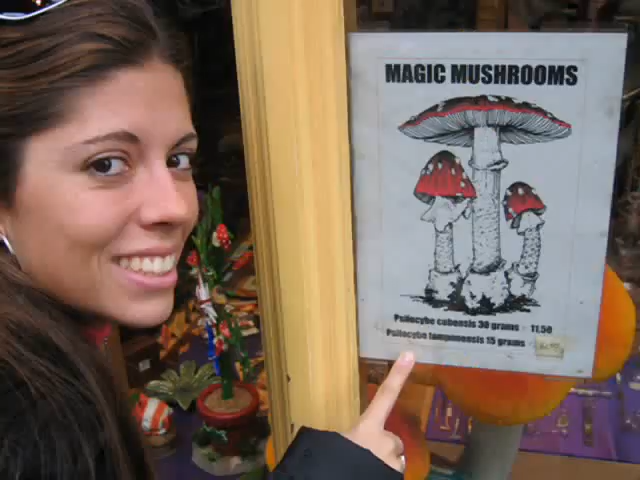 MAGIC MUSHROOMS
Psilocybe cubensis 30 grams - 11,50
Psilocybe tampanensis 15 grams -